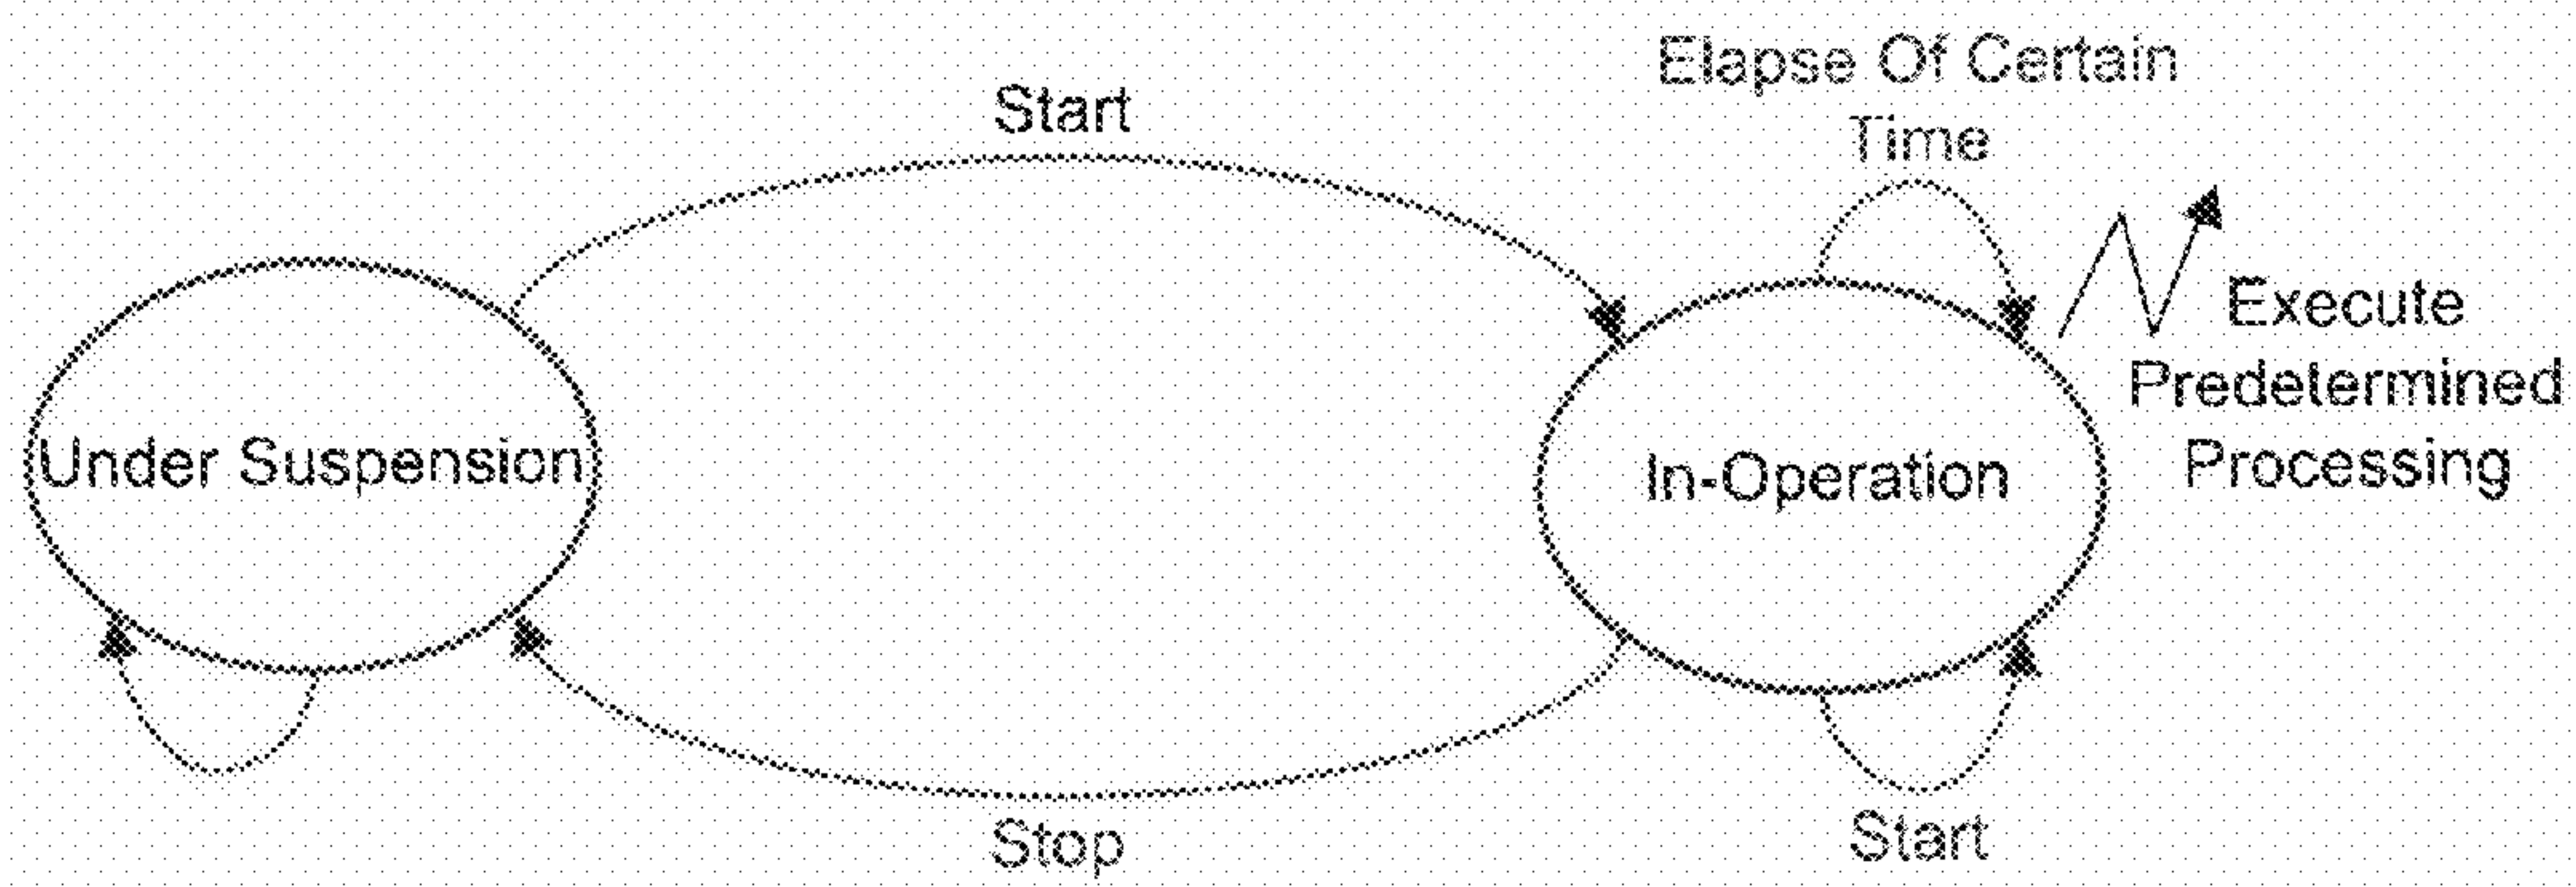 Elapse Of Certain
Time
Start
Execute
Predetermined
Processing
Under Suspension
In-Operation
Stop
Start